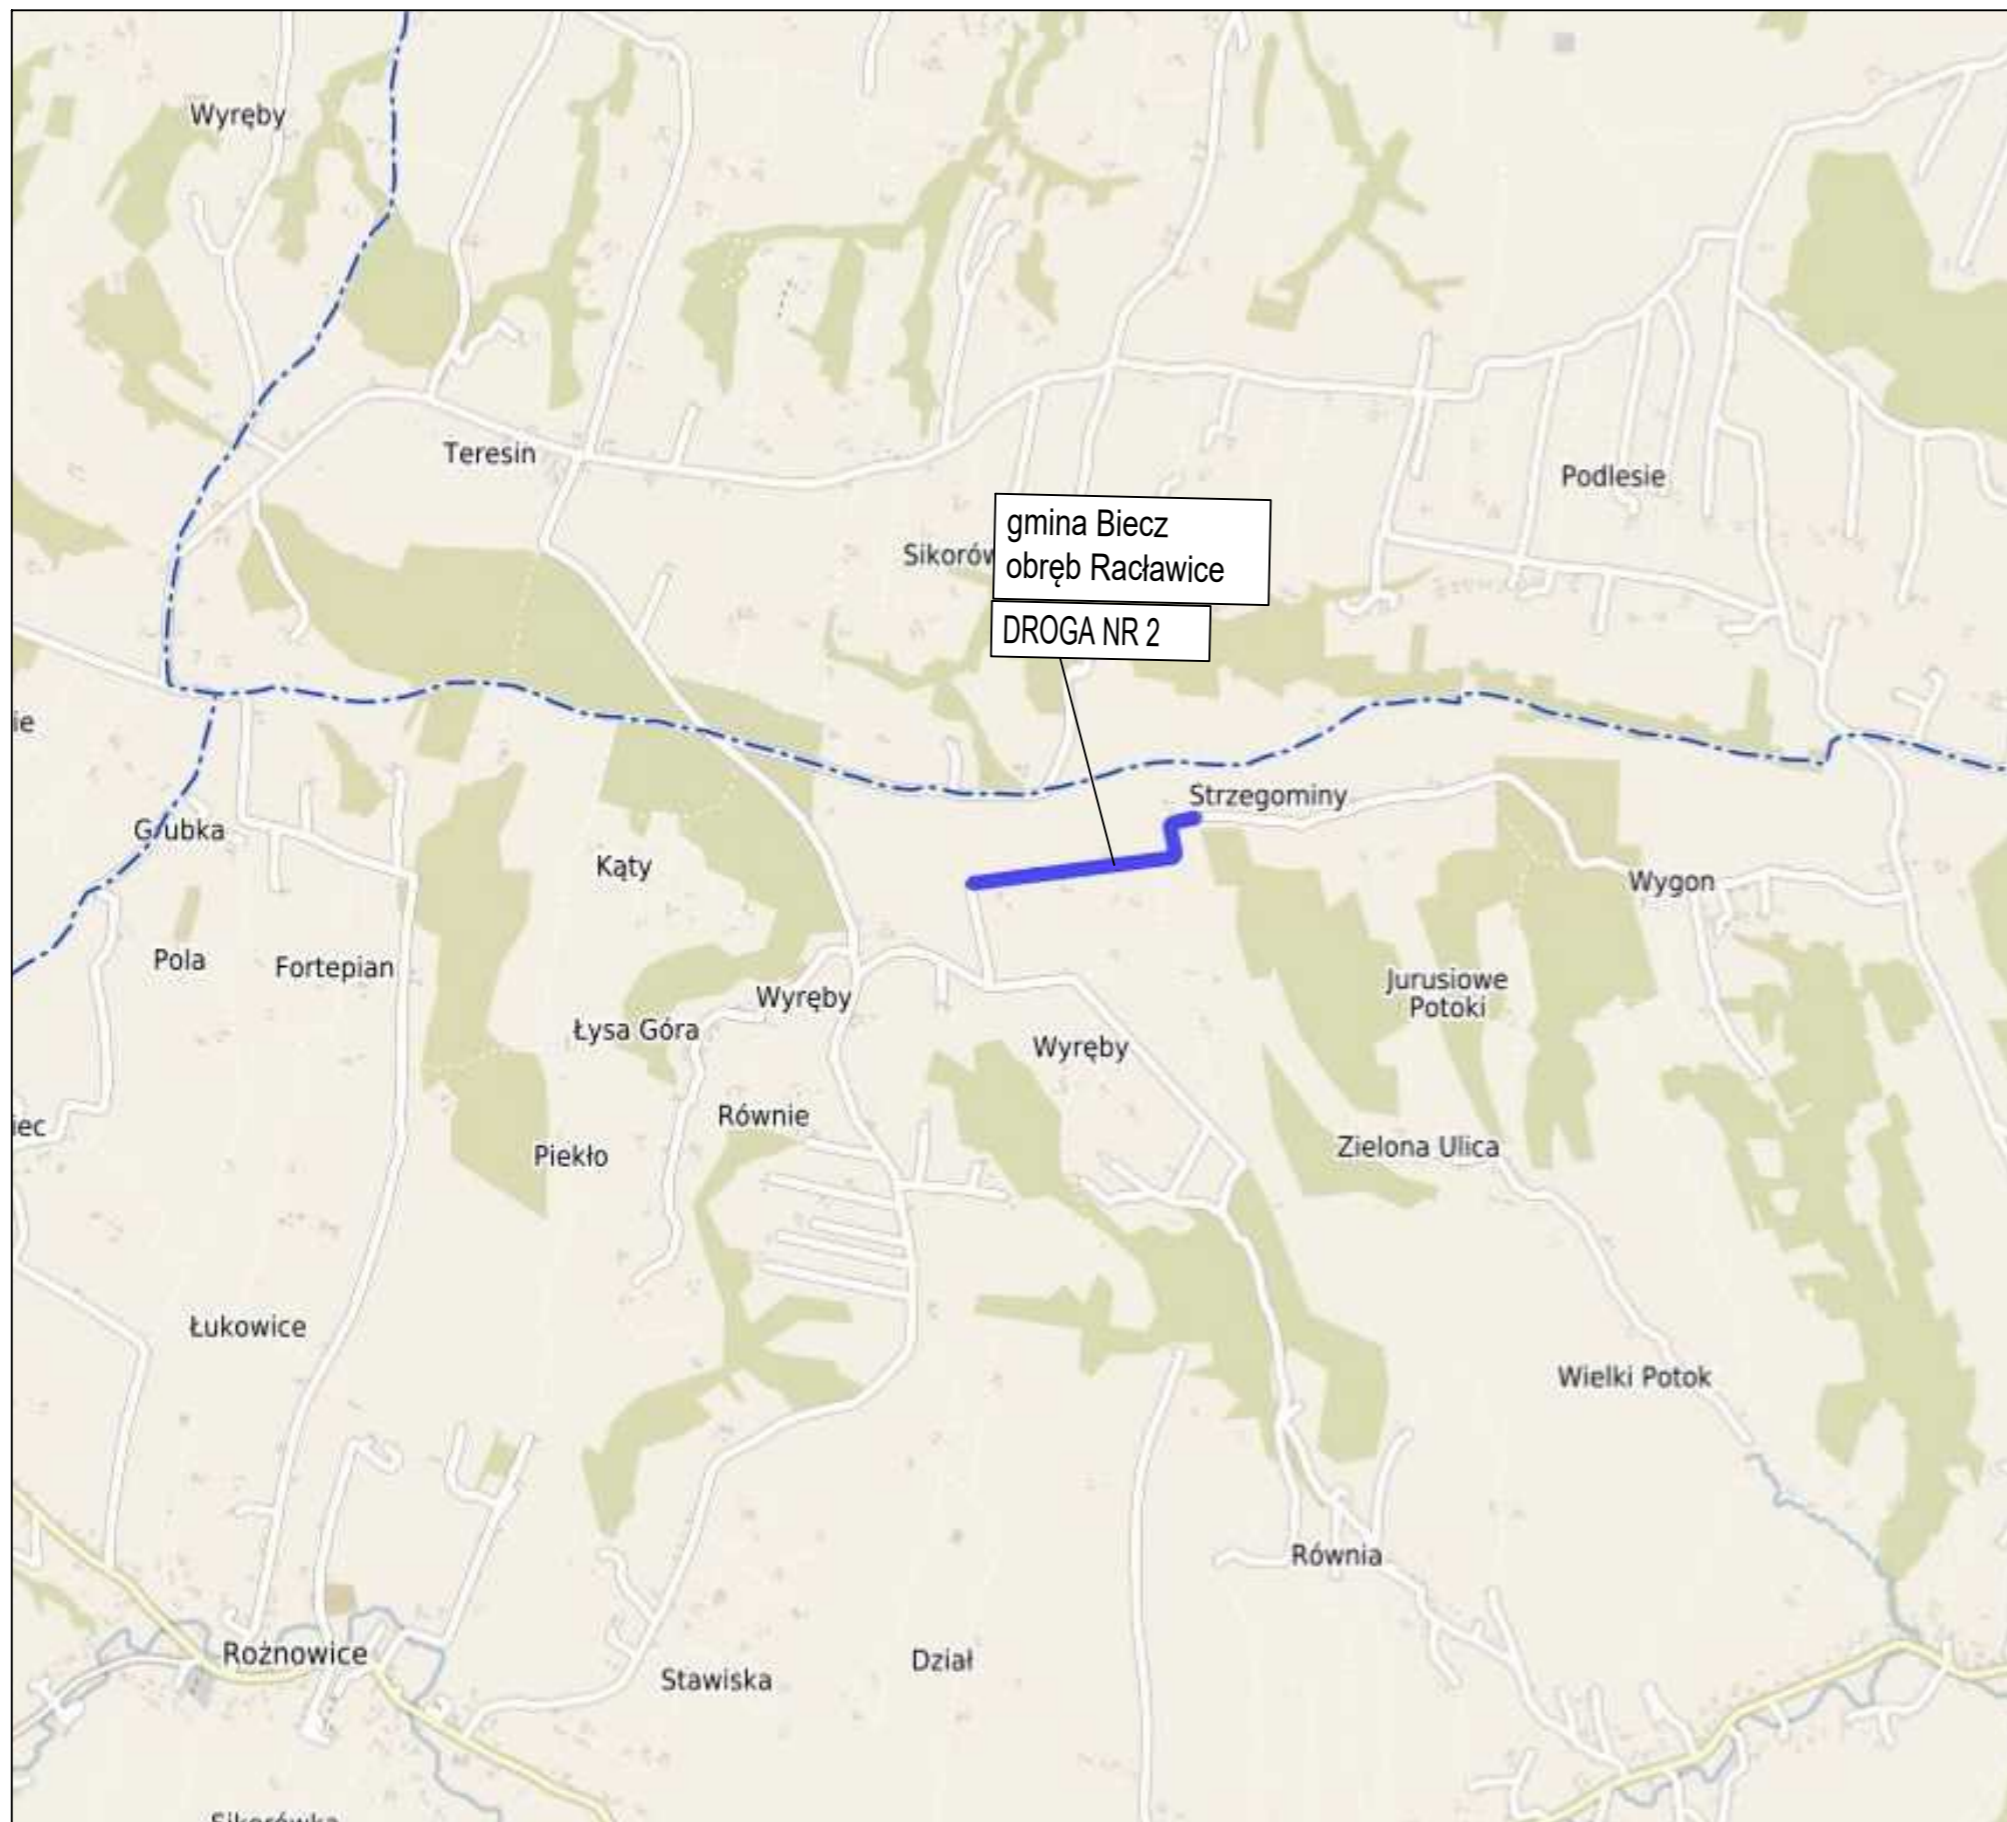 Wyręby
Teresin
Podlesie
gmina Biecz
obręb Racławice
DROGA NR 2
Strzegominy
Grubka
Kąty
Wygon
Pola
Fortepian
Jurusiowe
Potoki
Wyręby
Łysa Góra
Wyręby
Równie
Piekło
Zielona Ulica
Łukowice
Wielki Potok
Równia
Rożnowice
Dział
Stawiska